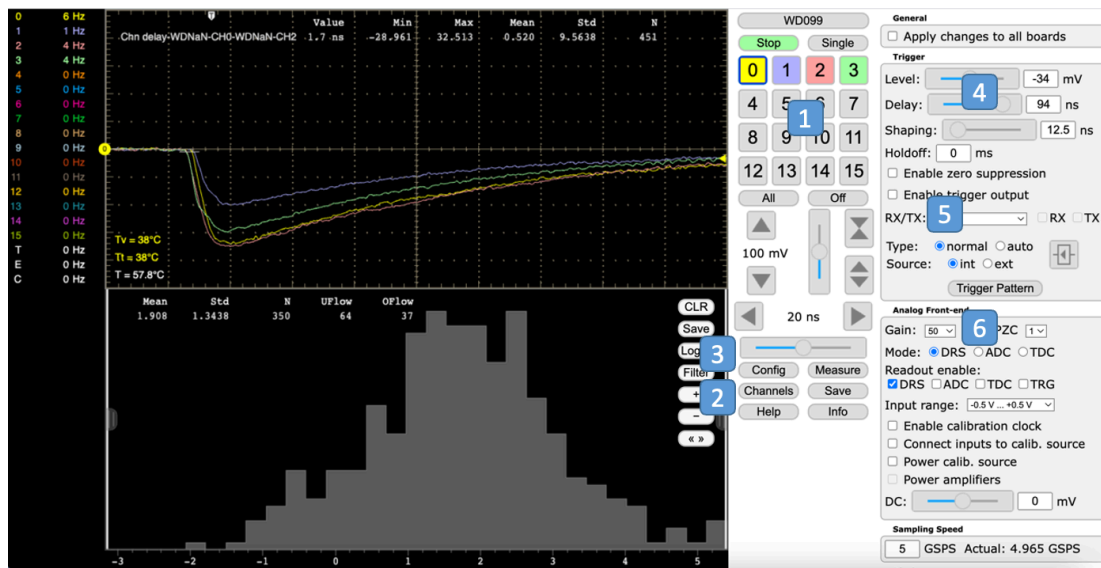 0 6 Hz
1 1 Hz
2 4 Hz
3 4 Hz
4 0 Hz
5 0 Hz
6 0 Hz
7 0 Hz
8 0 Hz
9 0 Hz
10 0 Hz
11 0 Hz
12 0 Hz
13 0 Hz
14 0 Hz
15 0 Hz
T 0 Hz
E 0 Hz
C 0 Hz
Value Min Max Mean Std N
Chn delay-WDNaN-CH0-WDNaN-CH2 1.7 ns -28.961 32.513 0.520 9.5638 451
0
Tv = 38°C
Tt = 38°C
T = 57.8°C
Mean Std N UFlow OFlow
1.908 1.3438 350 64 37
CLR
Save
Log
Filter
+
−
« »
-3 -2 -1 0 1 2 3 4 5
WD099
Stop Single
0 1 2 3
4 5 7
8 9 10 11
12 13 14 15
1
All Off
100 mV
20 ns
3
Config Measure
2
Channels Save
Help Info
General
Apply changes to all boards
Trigger
Level: -34 mV
4
Delay: 94 ns
Shaping: 12.5 ns
Holdoff: 0 ms
Enable zero suppression
Enable trigger output
5
RX/TX: RX TX
Type: normal auto
Source: int ext
Trigger Pattern
Analog Front-end
Gain: 50 6 PZC 1
Mode: DRS ADC TDC
Readout enable:
DRS ADC TDC TRG
Input range: -0.5 V ... +0.5 V
Enable calibration clock
Connect inputs to calib. source
Power calib. source
Power amplifiers
DC: 0 mV
Sampling Speed
5 GSPS Actual: 4.965 GSPS